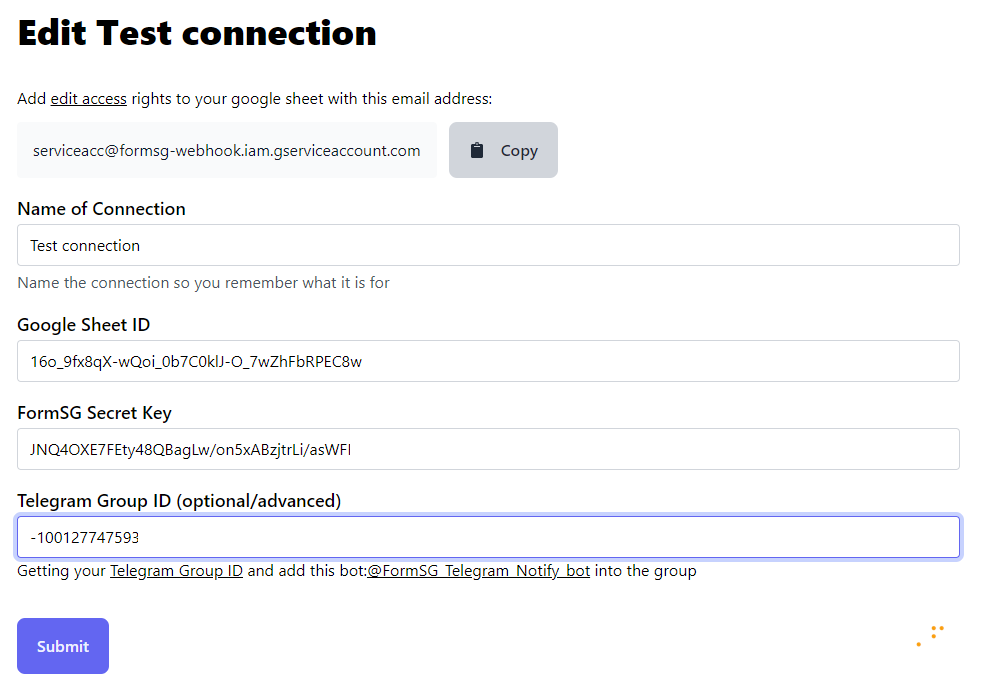 Edit Test connection
Add edit access rights to your google sheet with this email address:
serviceacc@formsg-webhook.iam.gserviceaccount.com
Copy
Name of Connection
Test connection
Name the connection so you remember what it is for
Google Sheet ID
16o_9fx8qX-wQoi_0b7C0klJ-O_7wZhFbRPEC8w
FormSG Secret Key
JNQ4OXE7FEty48QBagLw/on5xABzjtrLi/asWFI
Telegram Group ID (optional/advanced)
-100127747593
Getting your Telegram Group ID and add this bot:@FormSG_Telegram_Notify_bot into the group
Submit